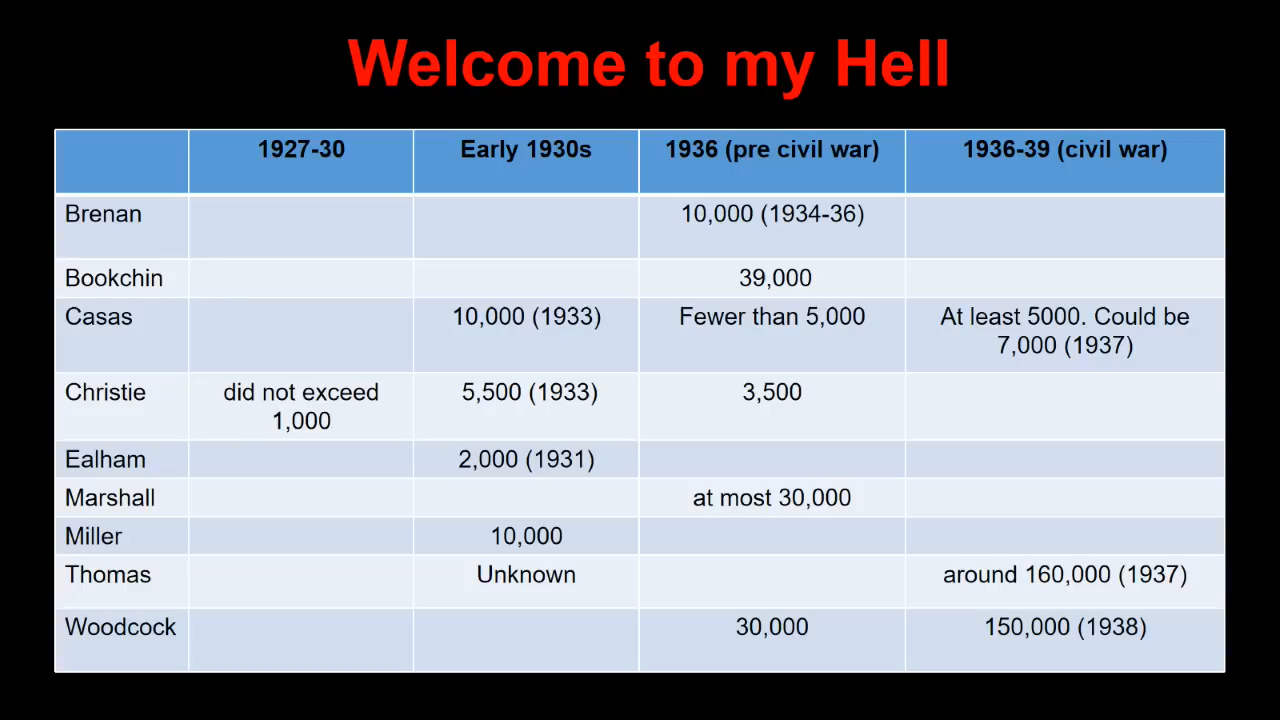 Welcome to my Hell
1927-30 Early 1930s 1936 (pre civil war) 1936-39 (civil war)
Brenan 10,000 (1934-36)
Bookchin 39,000
Casas 10,000 (1933) Fewer than 5,000 At least 5000. Could be
7,000 (1937)
Christie did not exceed 5,500 (1933) 3,500
1,000
Ealham 2,000 (1931)
Marshall at most 30,000
Miller 10,000
Thomas Unknown around 160,000 (1937)
Woodcock 30,000 150,000 (1938)